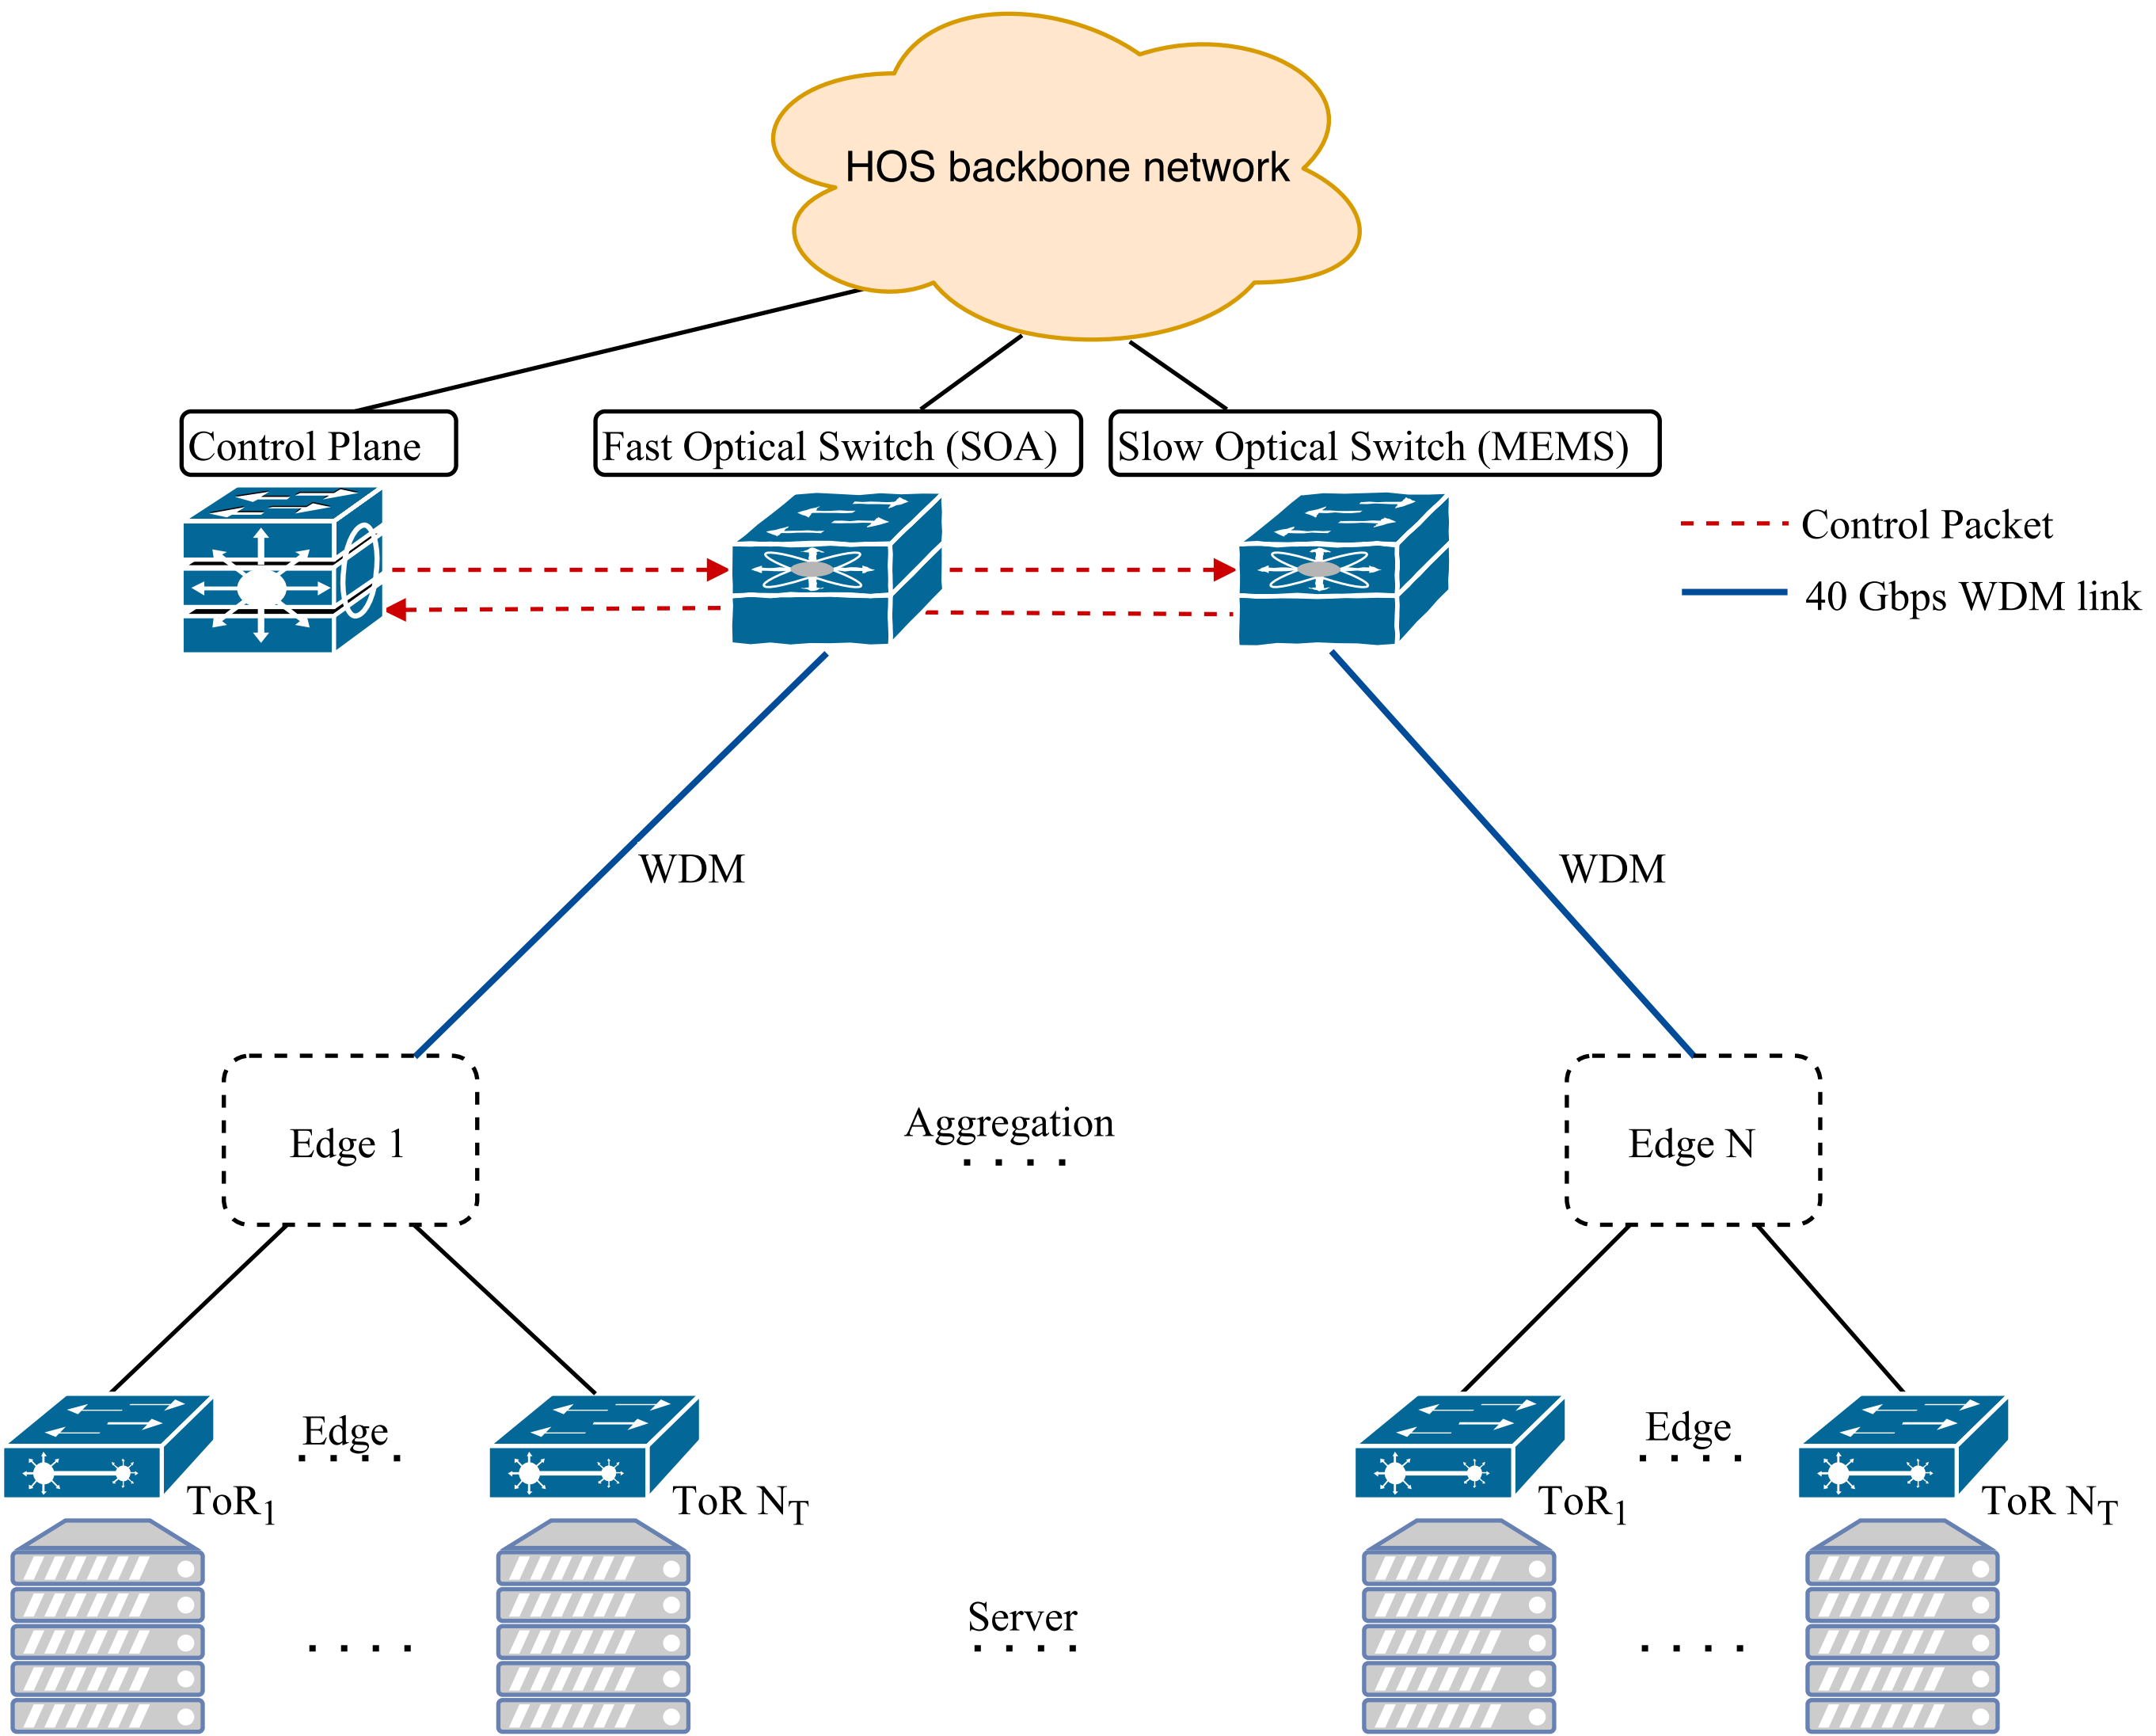 HOS backbone network
Control Plane
Fast Optical Switch (SOA)
Slow Optical Switch (MEMS)
Control Packet
40 Gbps WDM link
WDM
WDM
Edge 1
Aggregation
Edge N
Edge
Edge
ToR1
ToR NT
ToR1
ToR NT
Server